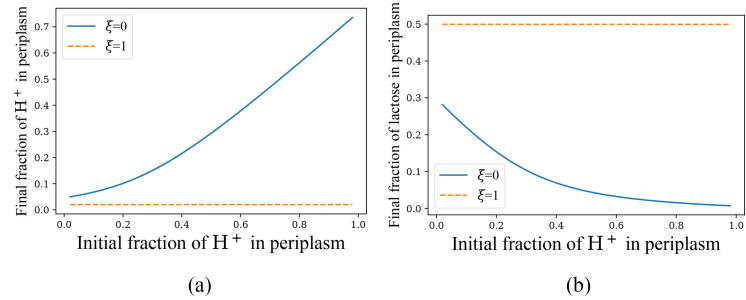 0.7
0.6
0.5
0.4
0.3
0.2
0.1
0.0
Final fraction of H⁺ in periplasm
ξ=0
ξ=1
0.0 0.2 0.4 0.6 0.8 1.0
Initial fraction of H⁺ in periplasm
(a)
0.5
0.4
0.3
0.2
0.1
0.0
Final fraction of lactose in periplasm
ξ=0
ξ=1
0.0 0.2 0.4 0.6 0.8 1.0
Initial fraction of H⁺ in periplasm
(b)